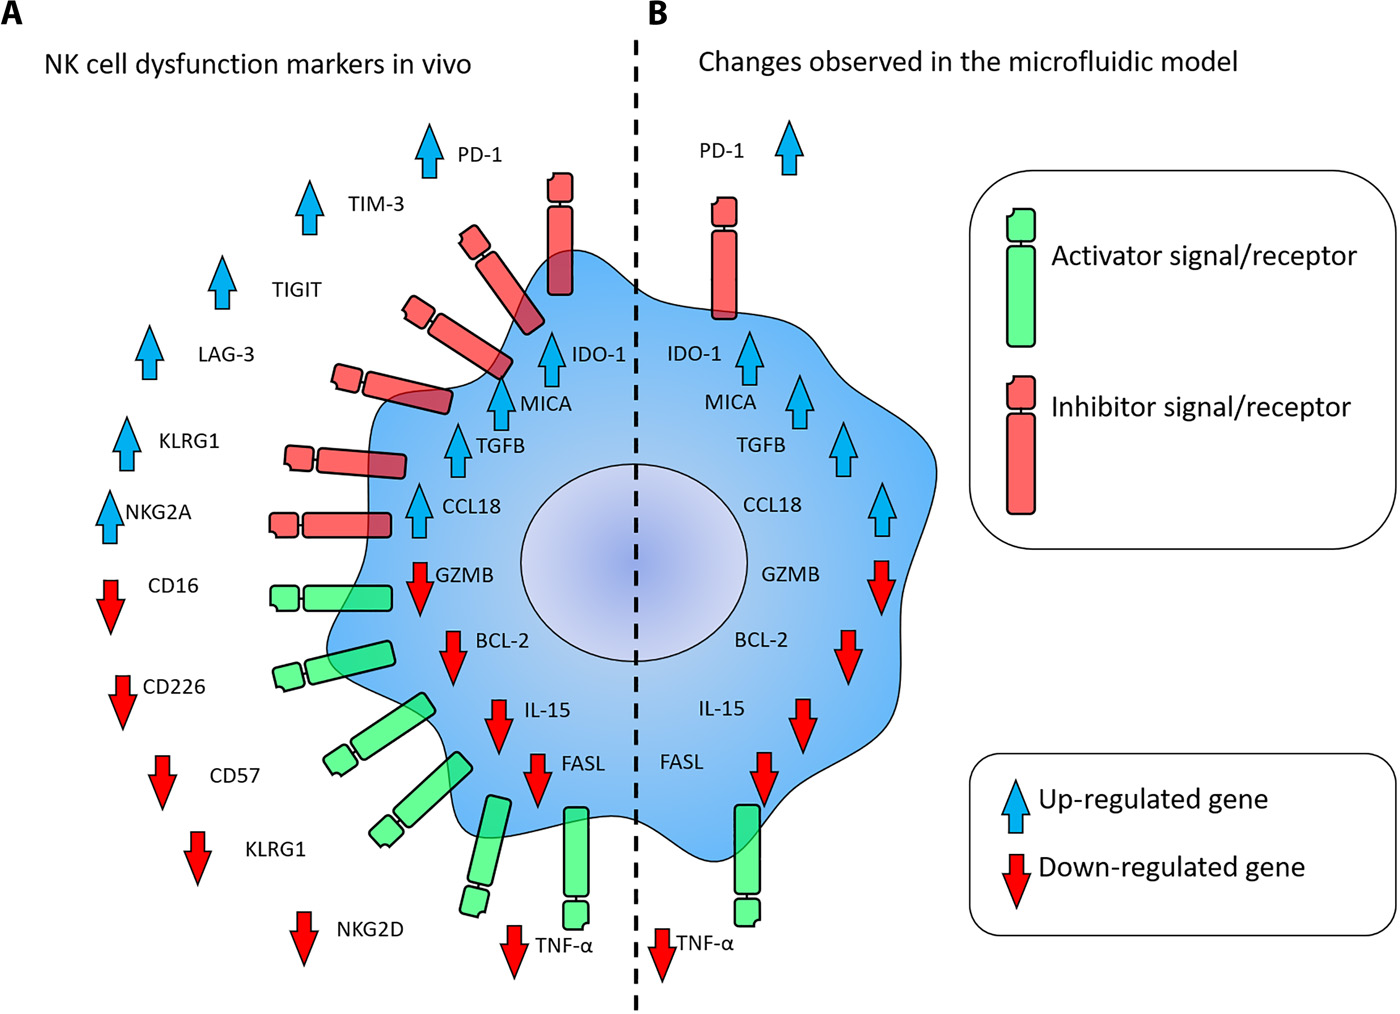 A
B
NK cell dysfunction markers in vivo
Changes observed in the microfluidic model
PD-1
TIM-3
TIGIT
LAG-3
KLRG1
NKG2A
CD16
CD226
CD57
KLRG1
NKG2D
TNF-α
IDO-1
MICA
TGFB
CCL18
GZMB
BCL-2
IL-15
FASL
PD-1
IDO-1
MICA
TGFB
CCL18
GZMB
BCL-2
IL-15
FASL
TNF-α
Activator signal/receptor
Inhibitor signal/receptor
Up-regulated gene
Down-regulated gene